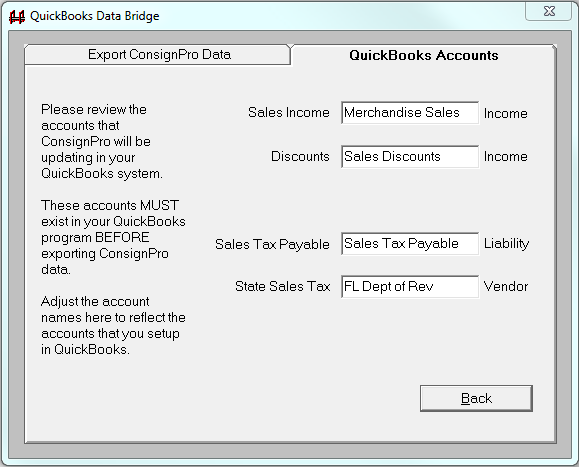 QuickBooks Data Bridge
Export ConsignPro Data
QuickBooks Accounts
Please review the
accounts that
ConsignPro will be
updating in your
QuickBooks system.
These accounts MUST
exist in your QuickBooks
program BEFORE
exporting ConsignPro
data.
Adjust the account
names here to reflect the
accounts that you setup
in QuickBooks.
Sales Income Merchandise Sales Income
Discounts Sales Discounts Income
Sales Tax Payable Sales Tax Payable Liability
State Sales Tax FL Dept of Rev Vendor
Back